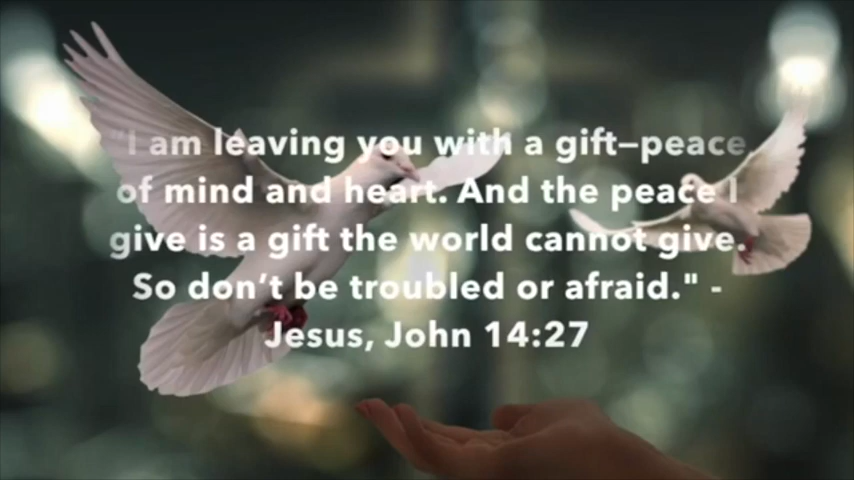 "I am leaving you with a gift—peace
of mind and heart. And the peace I
give is a gift the world cannot give.
So don’t be troubled or afraid." -
Jesus, John 14:27